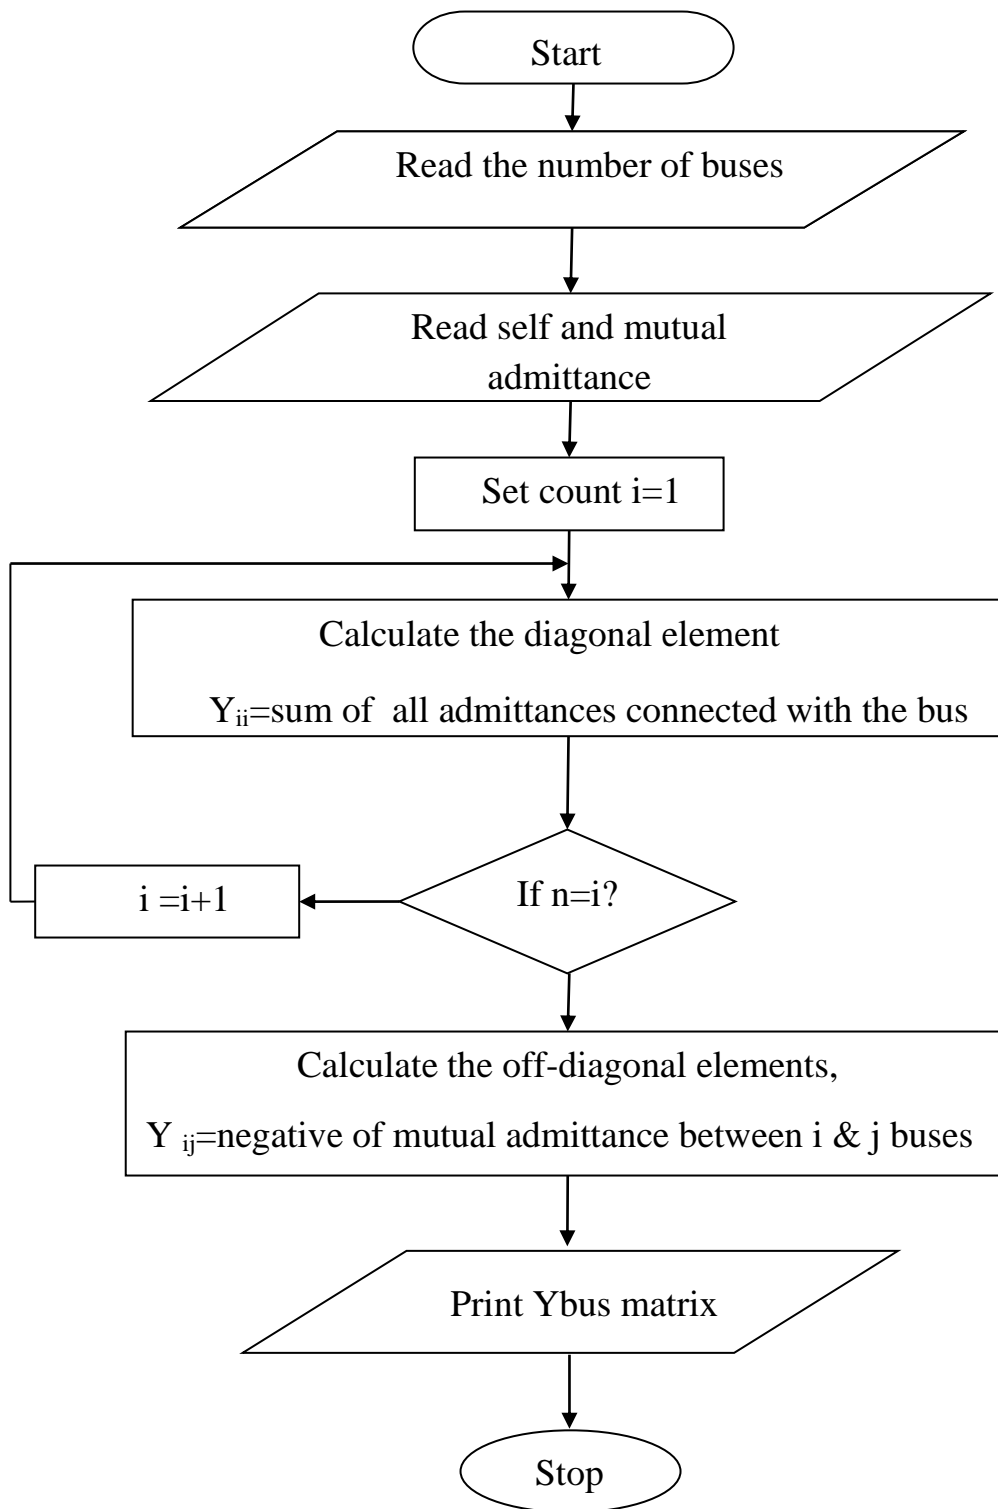 Start
Read the number of buses
Read self and mutual
admittance
Set count i=1
Calculate the diagonal element
Yii=sum of all admittances connected with the bus
If n=i?
i =i+1
Calculate the off-diagonal elements,
Y ij=negative of mutual admittance between i & j buses
Print Ybus matrix
Stop